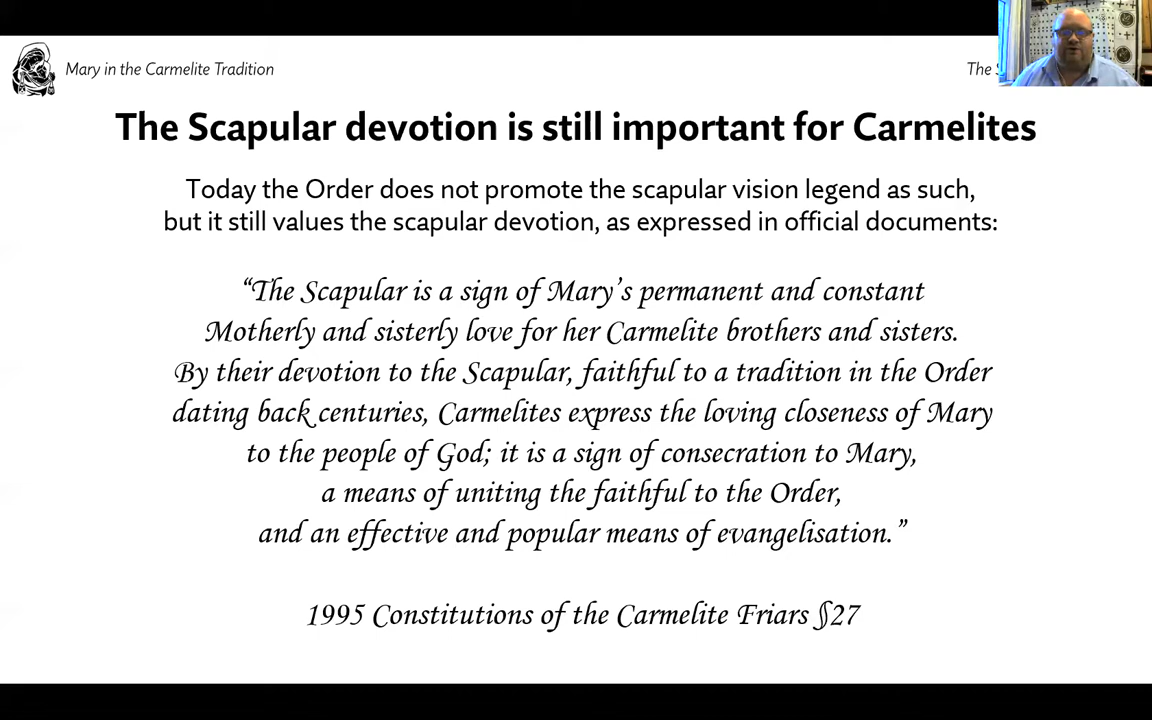 Mary in the Carmelite Tradition
The
The Scapular devotion is still important for Carmelites
Today the Order does not promote the scapular vision legend as such,
but it still values the scapular devotion, as expressed in official documents:
“The Scapular is a sign of Mary’s permanent and constant
Motherly and sisterly love for her Carmelite brothers and sisters.
By their devotion to the Scapular, faithful to a tradition in the Order
dating back centuries, Carmelites express the loving closeness of Mary
to the people of God; it is a sign of consecration to Mary,
a means of uniting the faithful to the Order,
and an effective and popular means of evangelisation.”
1995 Constitutions of the Carmelite Friars §27